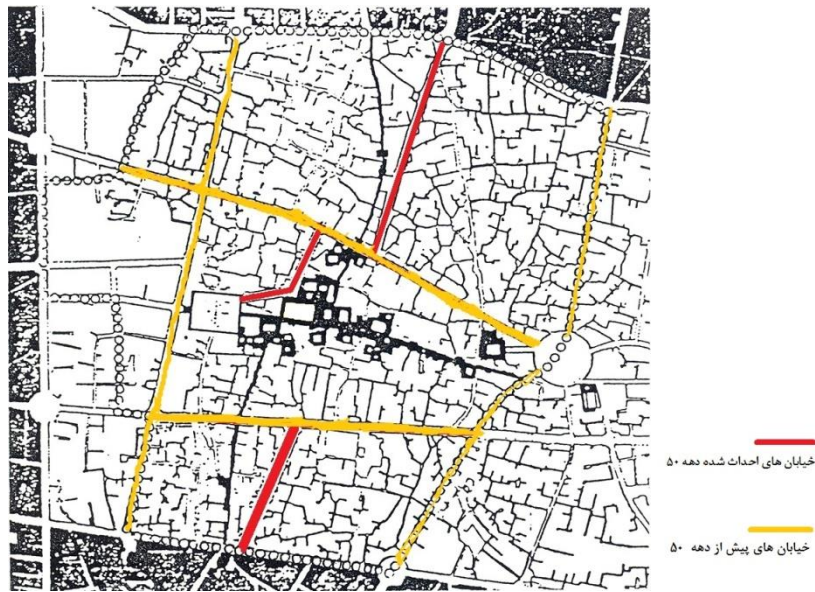 خیابان های احداث شده دهه ۵۰
خیابان های پیش از دهه ۵۰